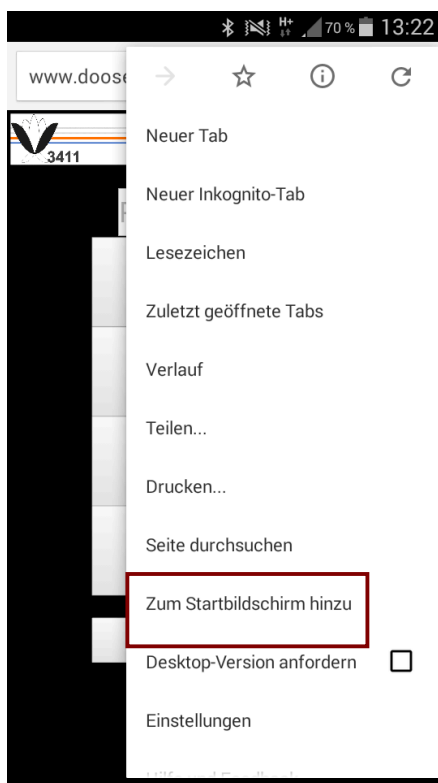 70 % 13:22
www.doose
3411
Neuer Tab
Neuer Inkognito-Tab
Lesezeichen
Zuletzt geöffnete Tabs
Verlauf
Teilen...
Drucken...
Seite durchsuchen
Zum Startbildschirm hinzu
Desktop-Version anfordern
Einstellungen